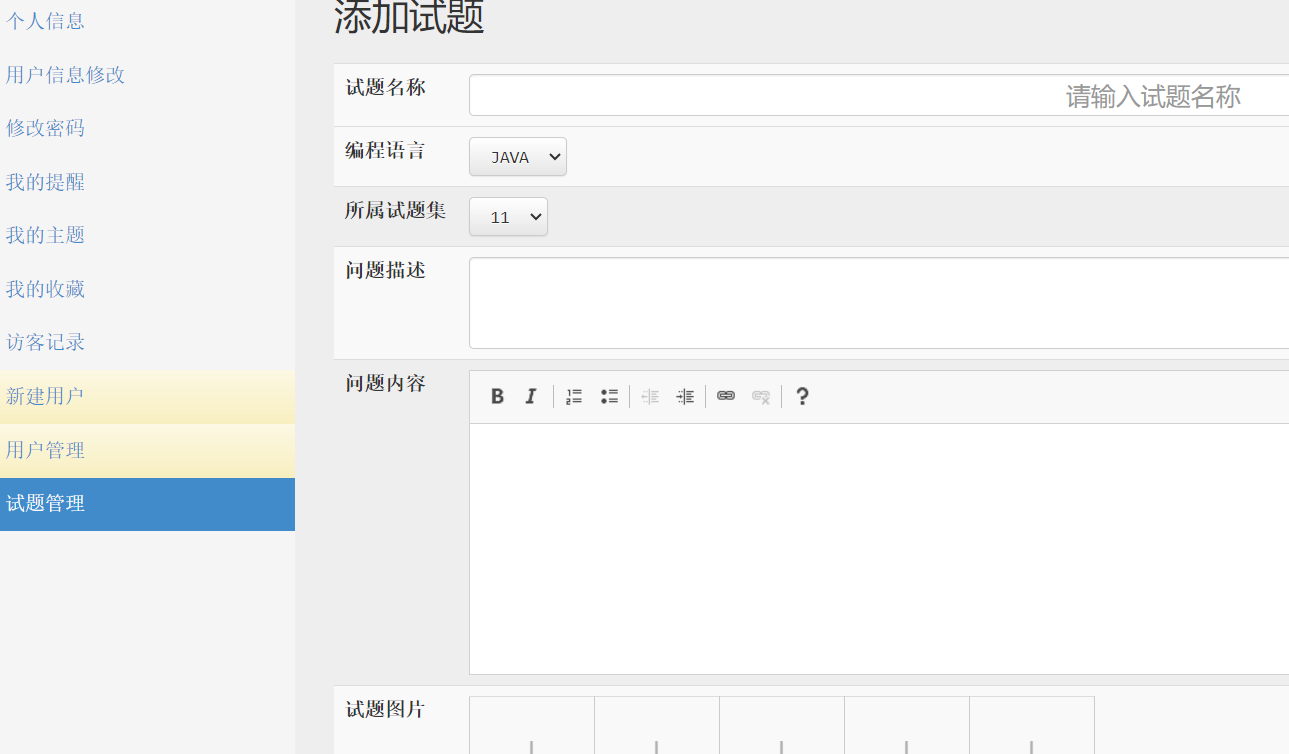 个人信息
用户信息修改
修改密码
我的提醒
我的主题
我的收藏
访客记录
新建用户
用户管理
试题管理
添加试题
试题名称 请输入试题名称
编程语言 JAVA
所属试题集 11
问题描述
问题内容 B I ?
试题图片